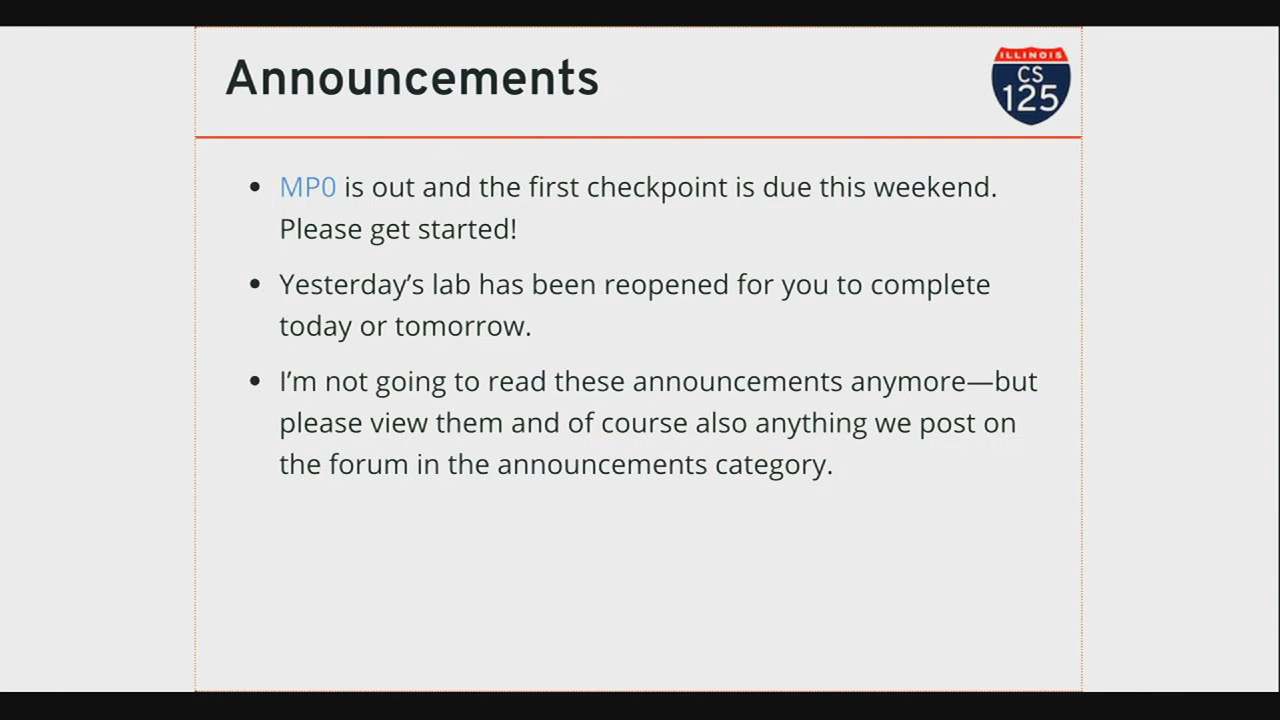 Announcements
ILLINOIS
CS
125
MP0 is out and the first checkpoint is due this weekend.
Please get started!
Yesterday’s lab has been reopened for you to complete
today or tomorrow.
I’m not going to read these announcements anymore—but
please view them and of course also anything we post on
the forum in the announcements category.